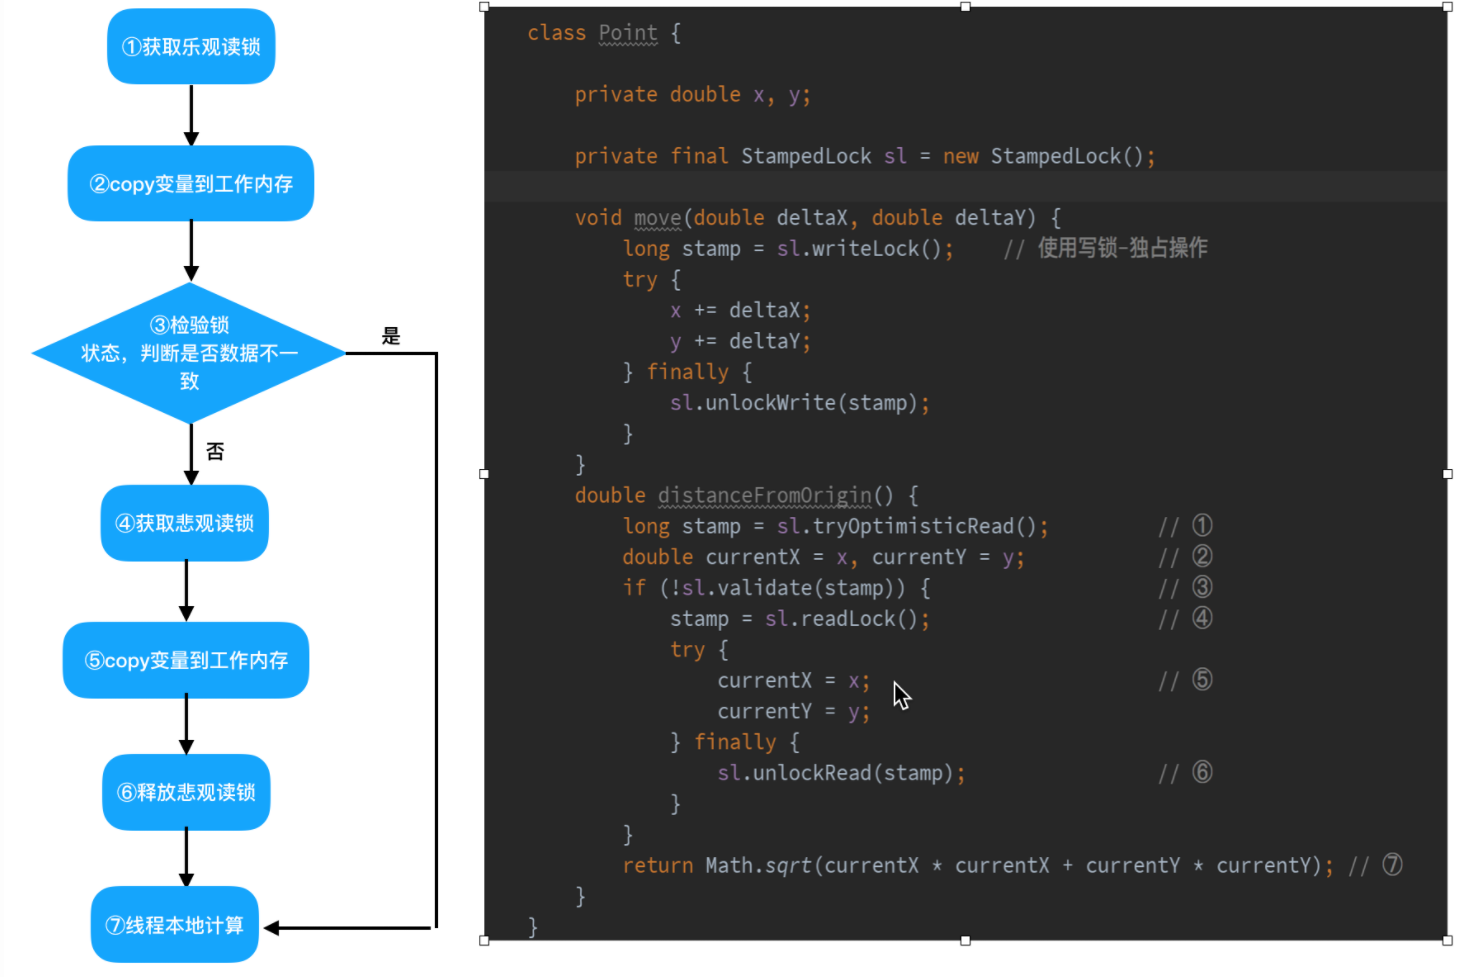 ①获取乐观读锁
②copy变量到工作内存
③检验锁
状态，判断是否数据不一
致
是
否
④获取悲观读锁
⑤copy变量到工作内存
⑥释放悲观读锁
⑦线程本地计算
class Point {
private double x, y;
private final StampedLock sl = new StampedLock();
void move(double deltaX, double deltaY) {
long stamp = sl.writeLock(); // 使用写锁-独占操作
try {
x += deltaX;
y += deltaY;
} finally {
sl.unlockWrite(stamp);
}
}
double distanceFromOrigin() {
long stamp = sl.tryOptimisticRead(); // ①
double currentX = x, currentY = y; // ②
if (!sl.validate(stamp)) { // ③
stamp = sl.readLock(); // ④
try {
currentX = x; // ⑤
currentY = y;
} finally {
sl.unlockRead(stamp); // ⑥
}
}
return Math.sqrt(currentX * currentX + currentY * currentY); // ⑦
}
}